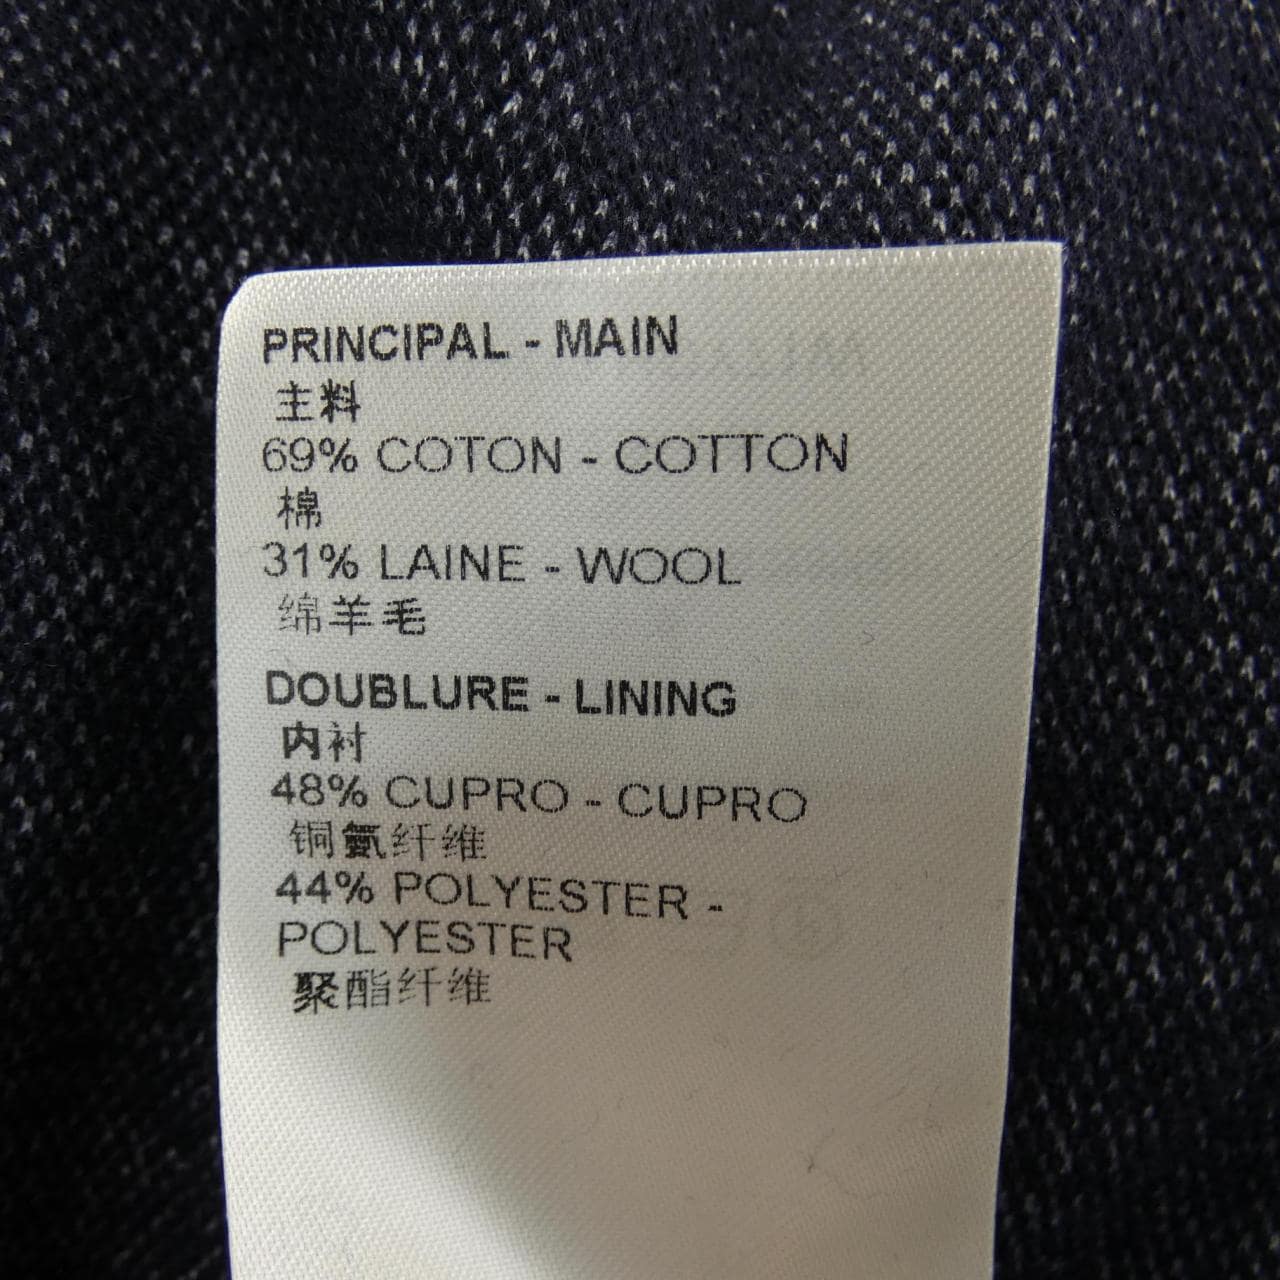 PRINCIPAL - MAIN
主料
69% COTON - COTTON
棉
31% LAINE - WOOL
绵羊毛
DOUBLURE - LINING
内衬
48% CUPRO - CUPRO
铜氨纤维
44% POLYESTER -
POLYESTER
聚酯纤维